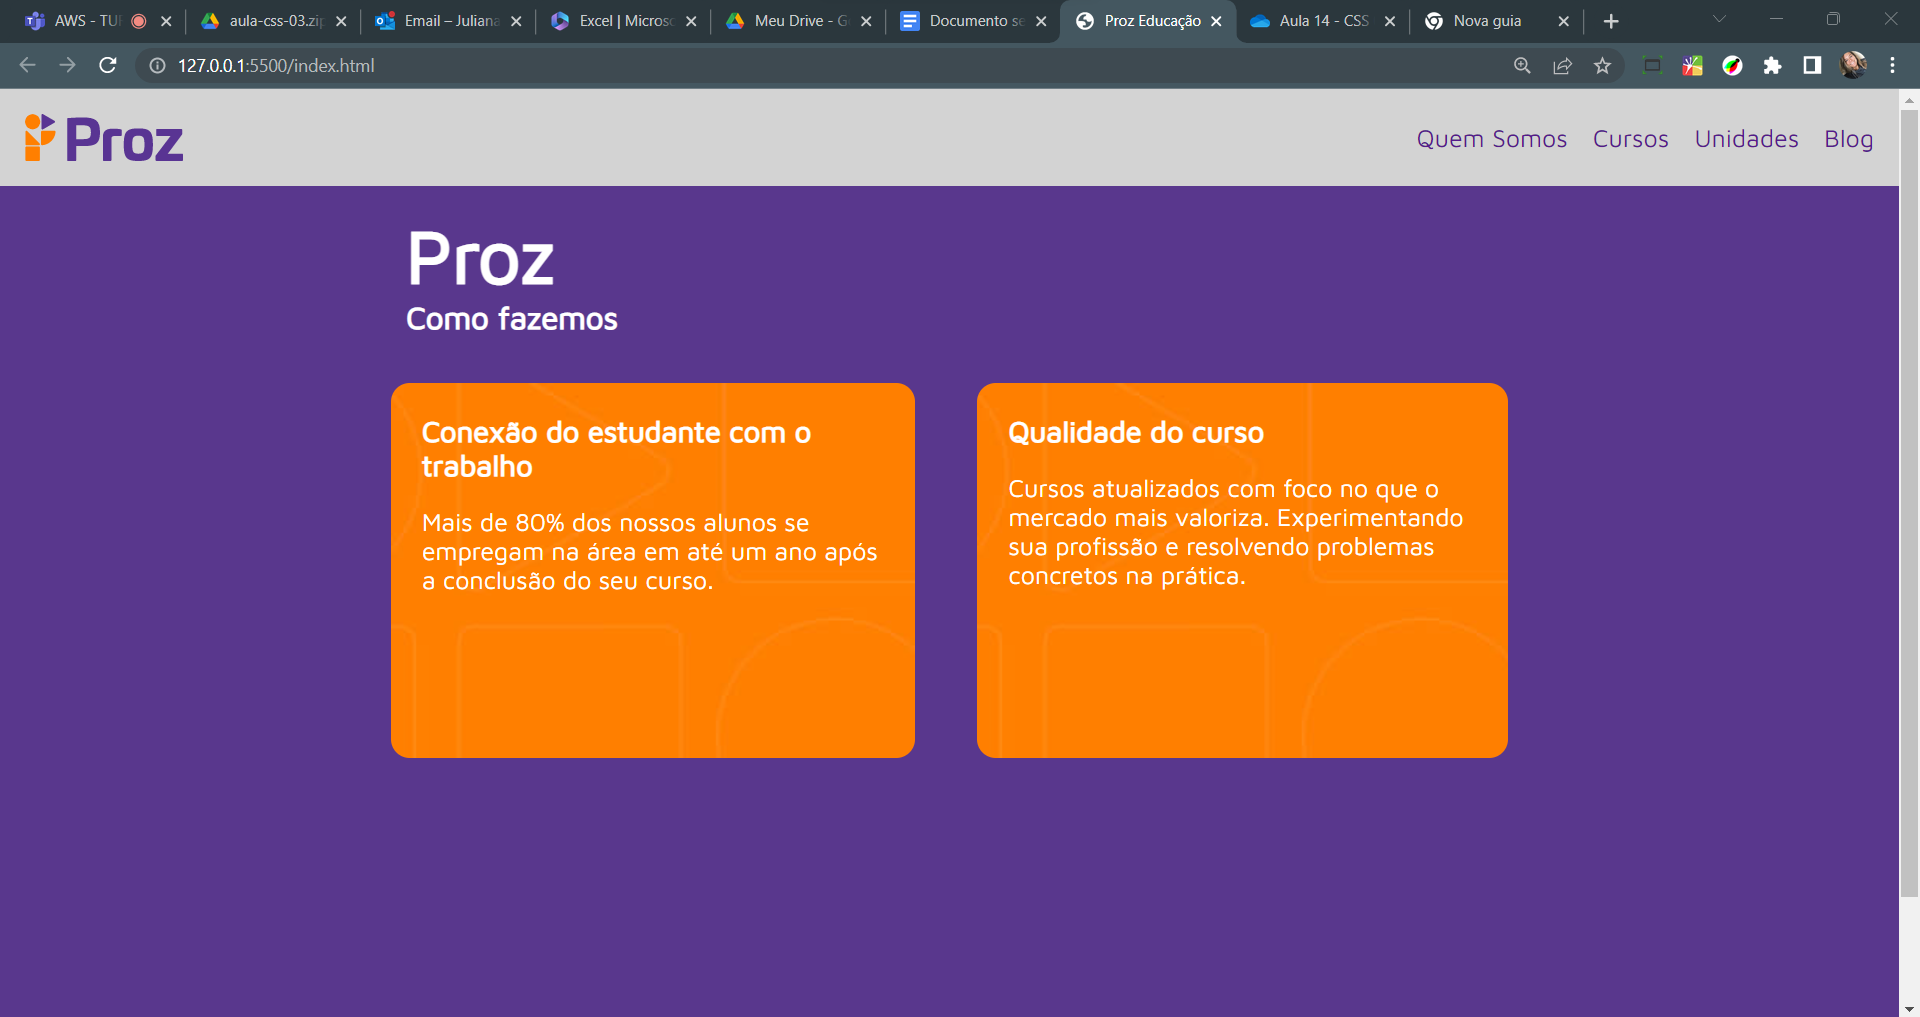 AWS - TU
aula-css-03.zip
Email – Juliana
Excel | Micros
Meu Drive - G
Documento se
Proz Educação
Aula 14 - CSS
Nova guia
127.0.0.1:5500/index.html
Proz
Quem Somos Cursos Unidades Blog
Proz
Como fazemos
Conexão do estudante com o
trabalho
Mais de 80% dos nossos alunos se
empregam na área em até um ano após
a conclusão do seu curso.
Qualidade do curso
Cursos atualizados com foco no que o
mercado mais valoriza. Experimentando
sua profissão e resolvendo problemas
concretos na prática.